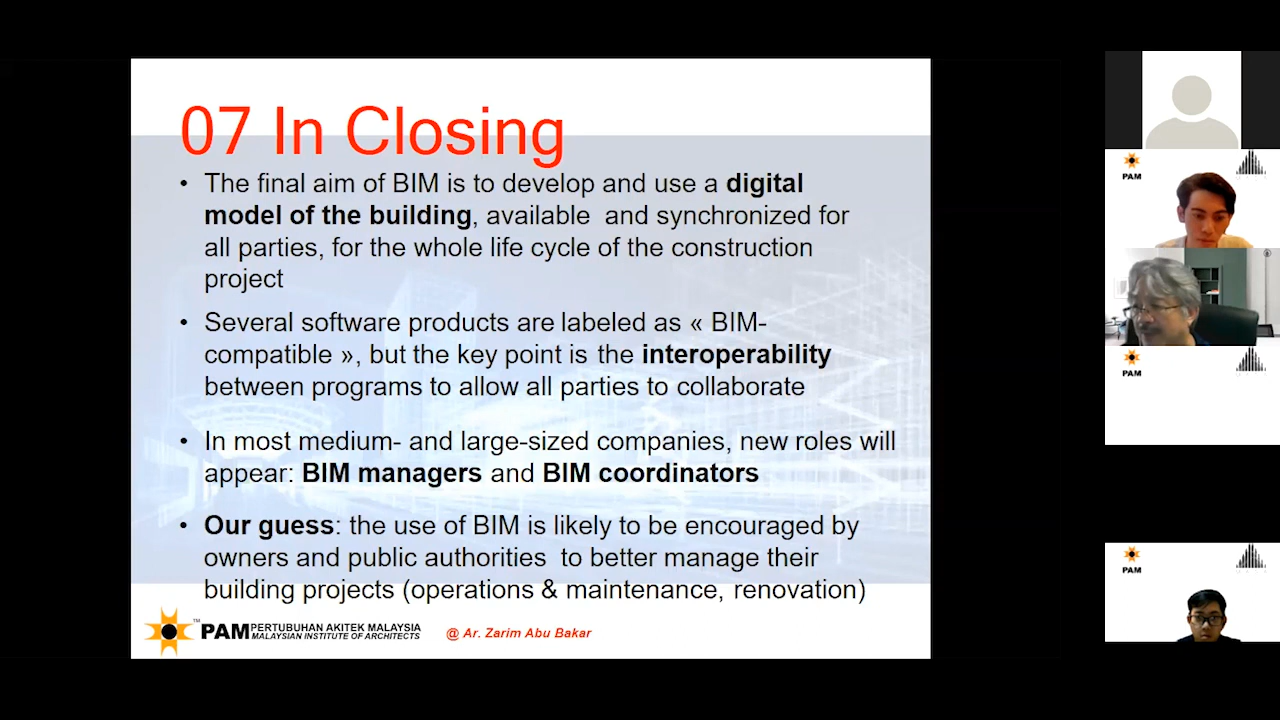 07 In Closing
• The final aim of BIM is to develop and use a digital
model of the building, available and synchronized for
all parties, for the whole life cycle of the construction
project
• Several software products are labeled as « BIM-
compatible », but the key point is the interoperability
between programs to allow all parties to collaborate
• In most medium- and large-sized companies, new roles will
appear: BIM managers and BIM coordinators
• Our guess: the use of BIM is likely to be encouraged by
owners and public authorities to better manage their
building projects (operations & maintenance, renovation)
™
PAM PERTUBUHAN AKITEK MALAYSIA
MALAYSIAN INSTITUTE OF ARCHITECTS
@ Ar. Zarim Abu Bakar
PAM
PAM
PAM